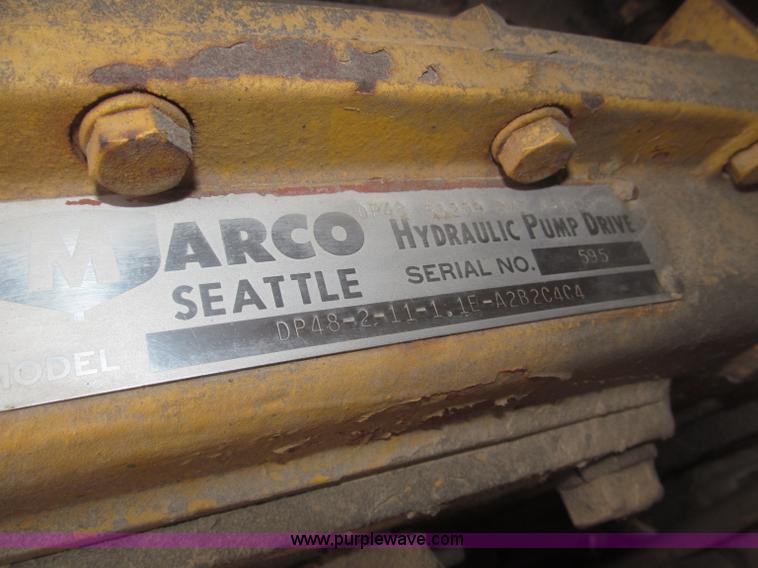 MARCO HYDRAULIC PUMP DRIVE
SEATTLE SERIAL NO. 595
MODEL DP48-2-11-1.1E-A2B2C4C4
www.purplewave.com